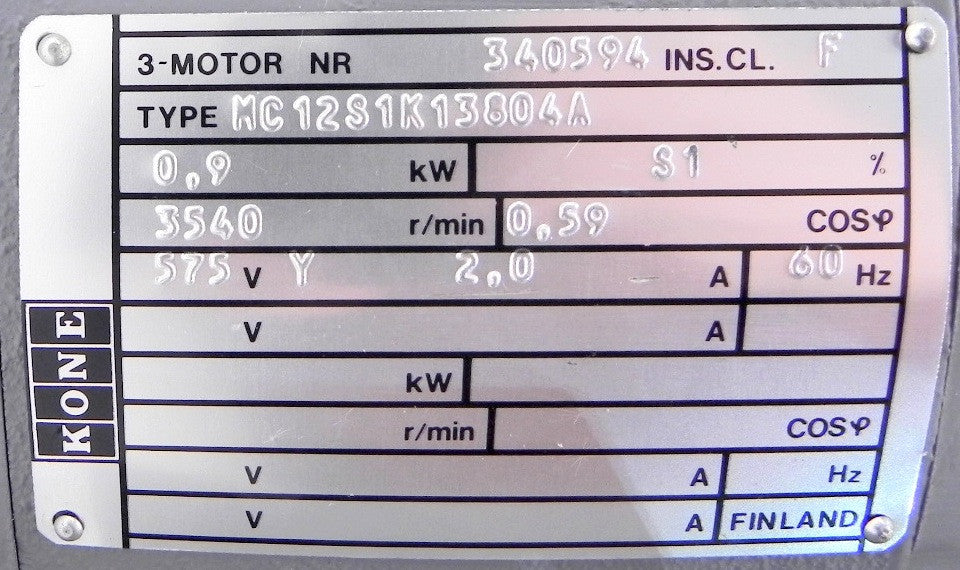 3-MOTOR NR 340594 INS.CL. F
TYPE MC12S1K13804A
0,9 kW S1 %
3540 r/min 0,59 COSφ
575 V Y 2,0 A 60 Hz
V A
kW
r/min COSφ
V A Hz
V A FINLAND
KONE